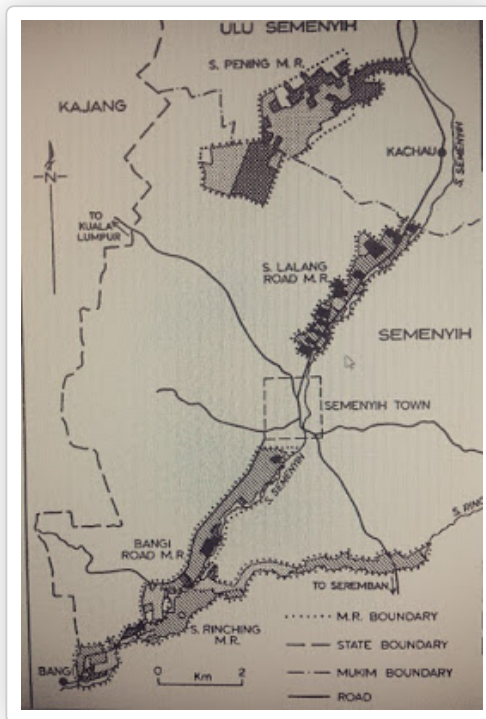 ULU SEMENYIH
S. PENING M.R.
KAJANG
KACHAU
S. SEMENYIH
N
TO
KUALA
LUMPUR
S. LALANG
ROAD M.R.
SEMENYIH
SEMENYIH TOWN
S. SEMENYIH
BANGI
ROAD M.R.
TO SEREMBAN
S. RINCHING
M.R.
BANGI
0 Km 2
M.R. BOUNDARY
STATE BOUNDARY
MUKIM BOUNDARY
ROAD